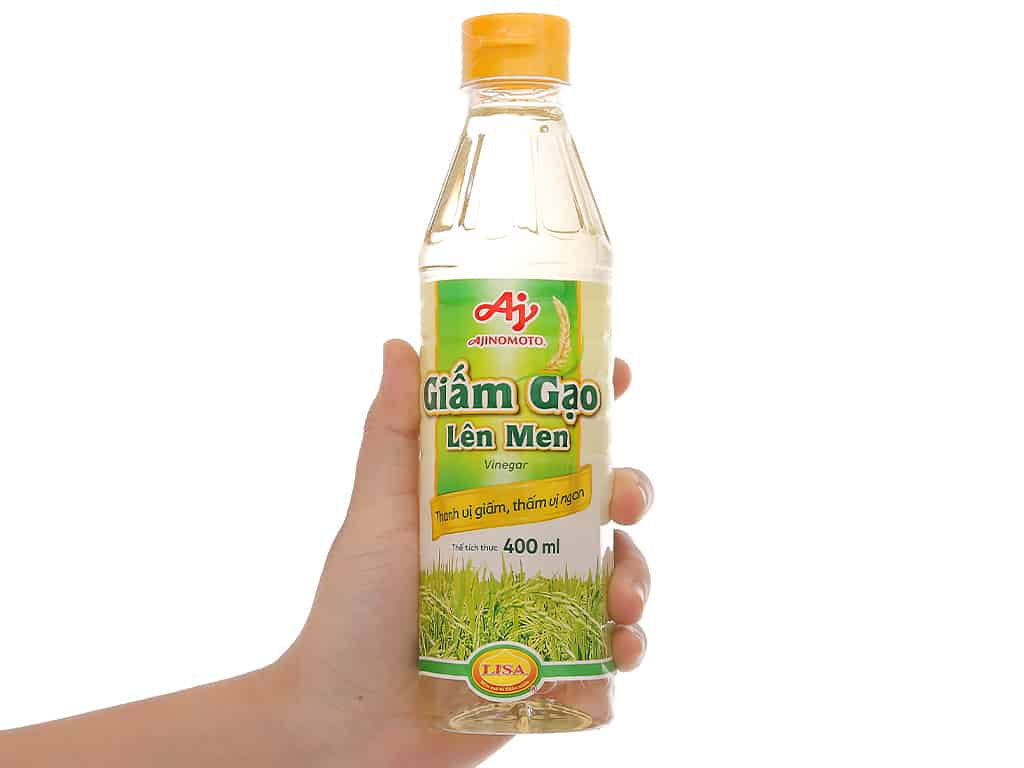 Aj
AJINOMOTO
Giấm Gạo
Lên Men
Vinegar
Thanh vị giấm, thấm vị ngon
Thể tích thực 400 ml
LISA